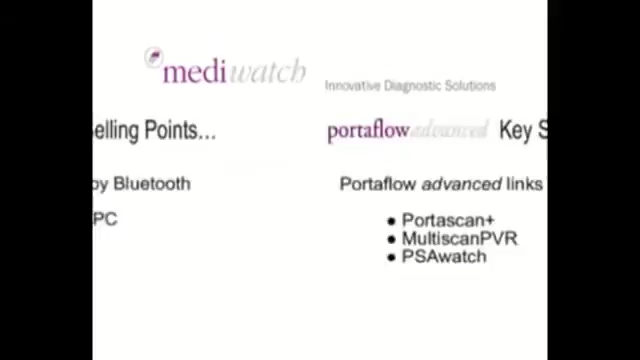 mediwatch
Innovative Diagnostic Solutions
elling Points...
portaflow advanced Key S
by Bluetooth
PC
Portaflow advanced links
● Portascan+
● MultiscanPVR
● PSAwatch